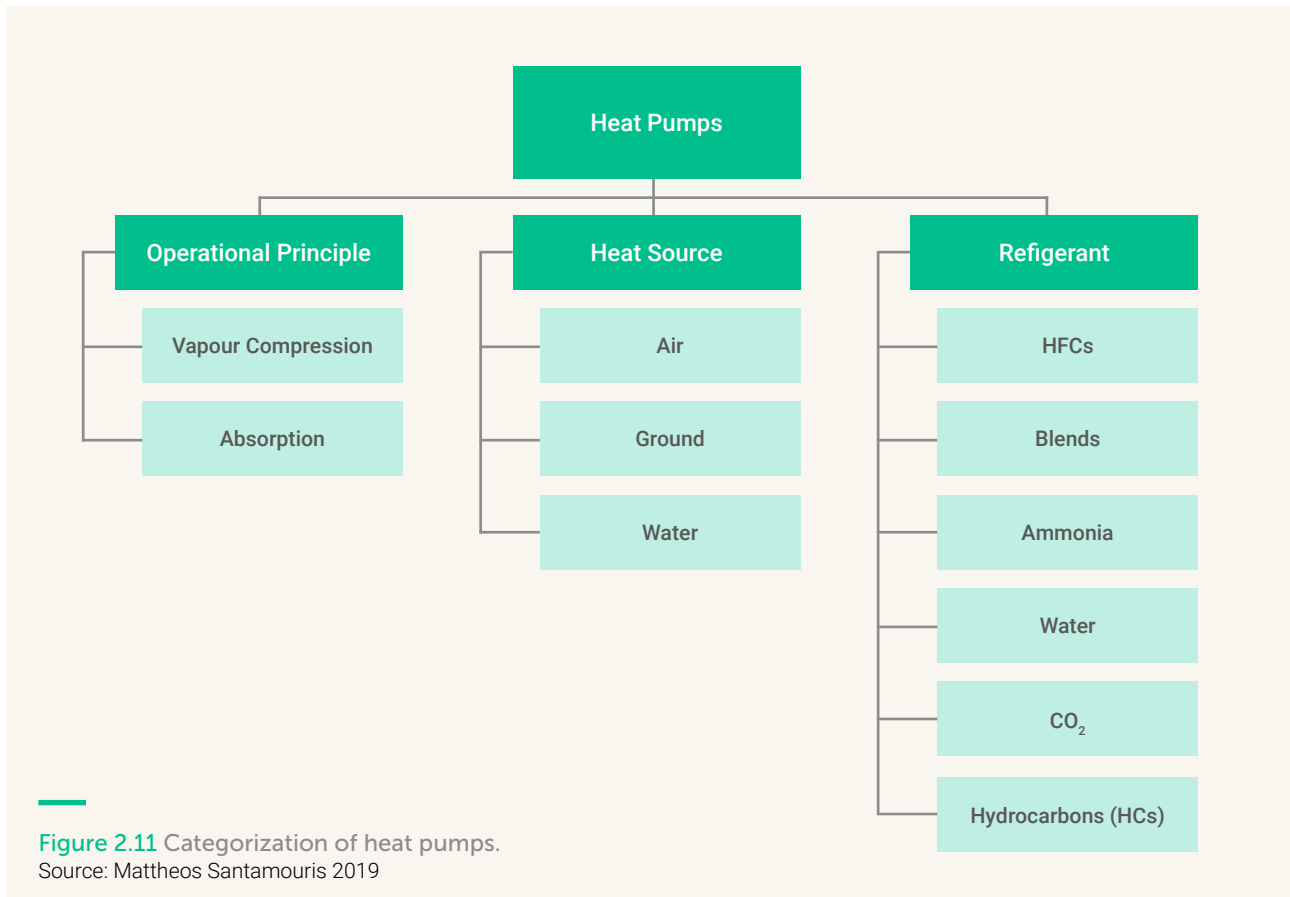 Heat Pumps
Operational Principle
Vapour Compression
Absorption
Heat Source
Air
Ground
Water
Refigerant
HFCs
Blends
Ammonia
Water
CO₂
Hydrocarbons (HCs)
Figure 2.11 Categorization of heat pumps.
Source: Mattheos Santamouris 2019